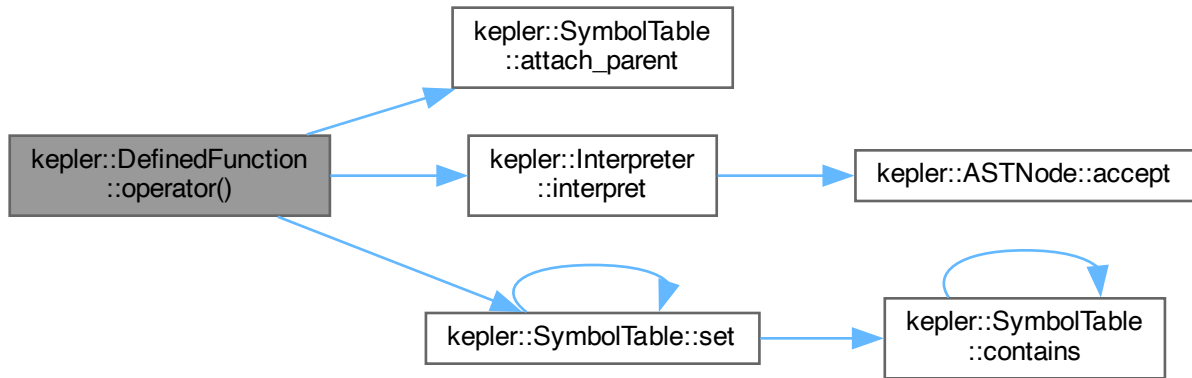 kepler::SymbolTable
::attach_parent
kepler::DefinedFunction
::operator()
kepler::Interpreter
::interpret
kepler::ASTNode::accept
kepler::SymbolTable::set
kepler::SymbolTable
::contains